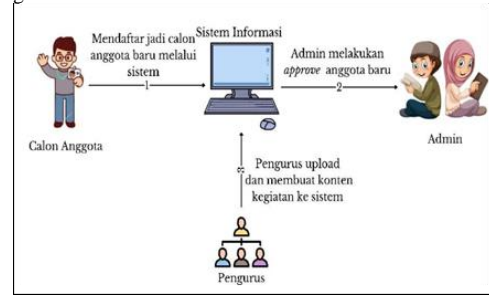 Mendaftar jadi calon
anggota baru melalui
sistem
1
Sistem Informasi
Admin melakukan
approve anggota baru
2
Calon Anggota
Admin
3
Pengurus upload
dan membuat konten
kegiatan ke sistem
Pengurus